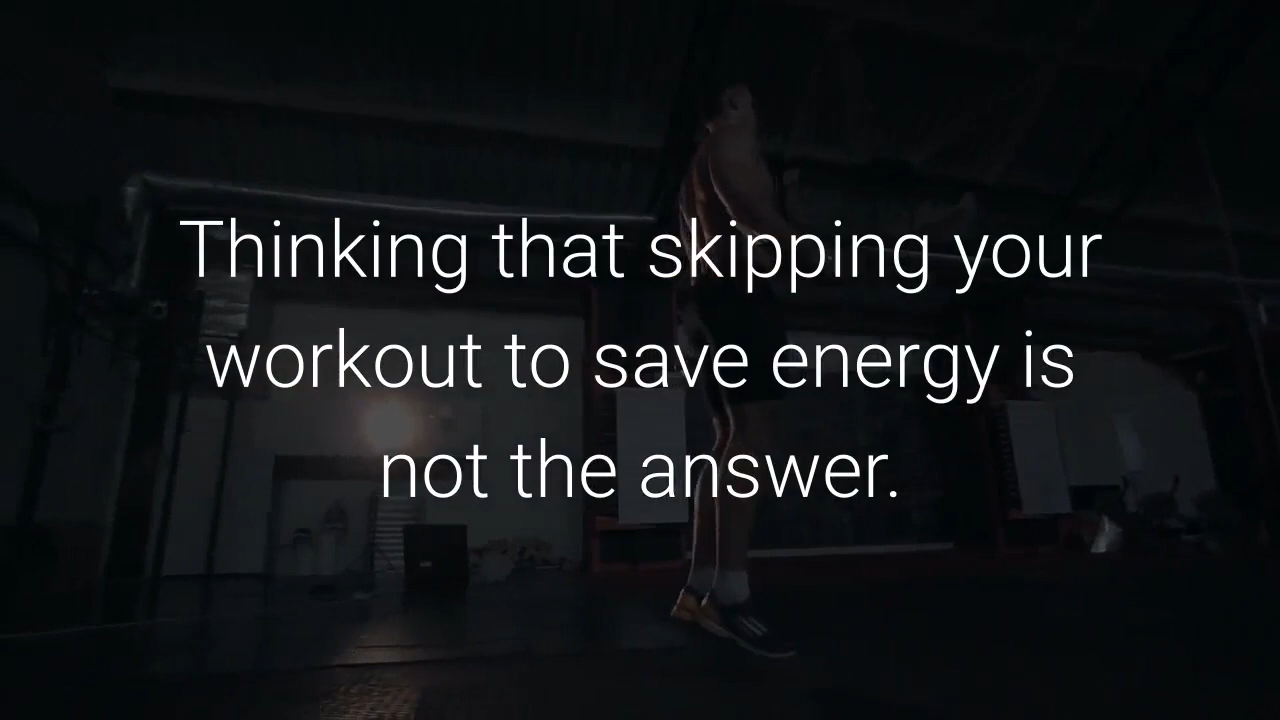 Thinking that skipping your
workout to save energy is
not the answer.